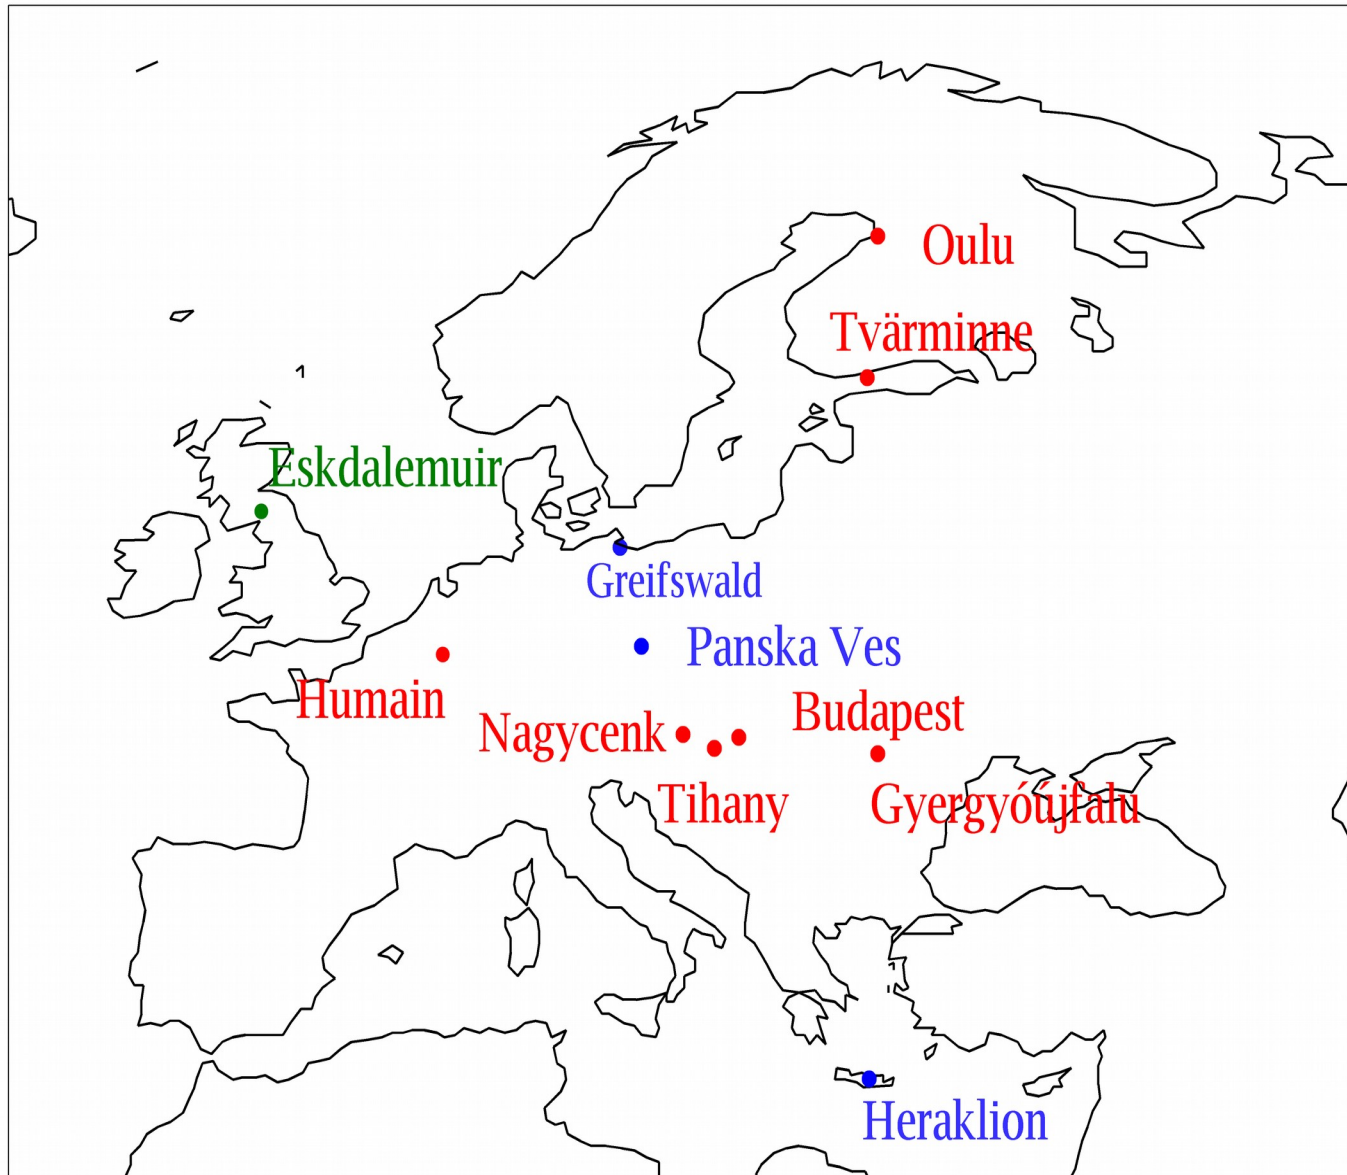 Oulu
Tvärminne
Eskdalemuir
Greifswald
Panska Ves
Humain
Budapest
Nagycenk
Tihany
Gyergyóújfalu
Heraklion